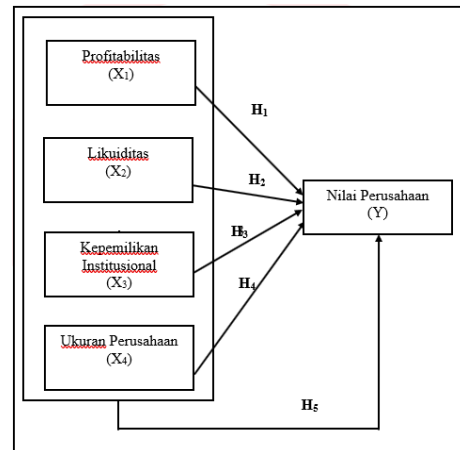 Profitabilitas
(X₁)
H₁
Likuiditas
(X₂)
H₂
Nilai Perusahaan
(Y)
Kepemilikan
Institusional
(X₃)
H₃
H₄
Ukuran Perusahaan
(X₄)
H₅